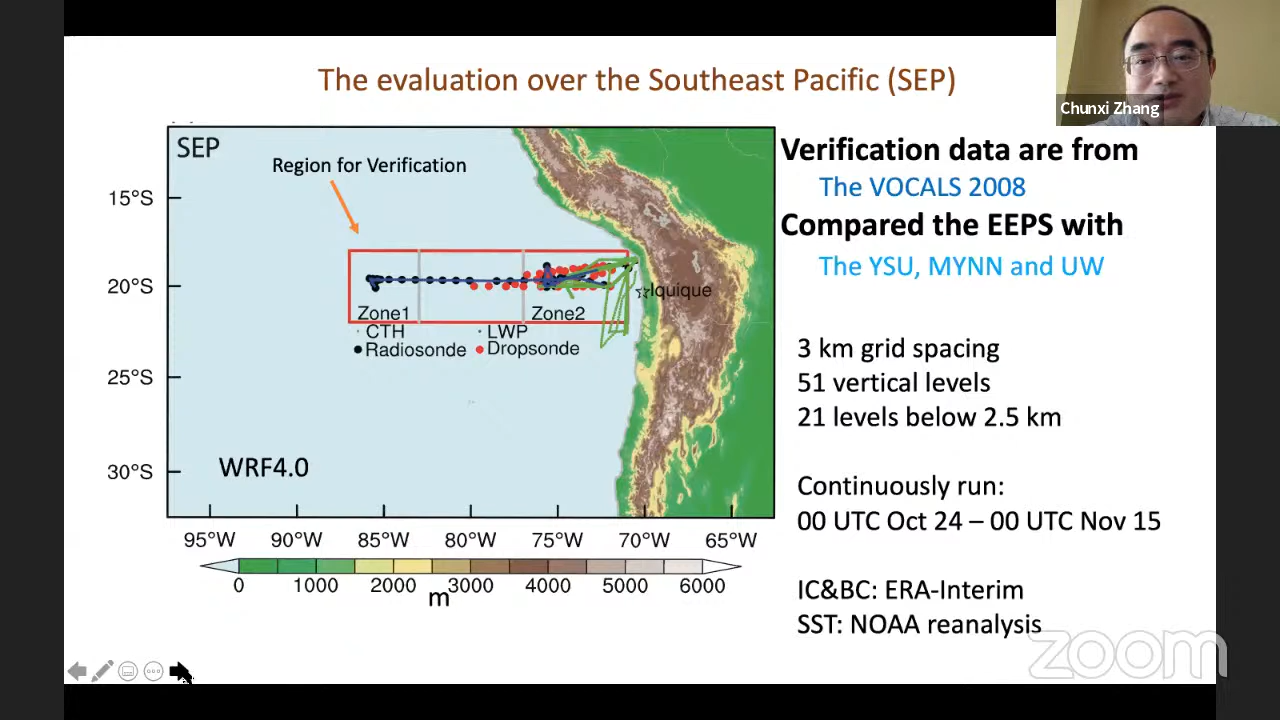 The evaluation over the Southeast Pacific (SEP)
Chunxi Zhang
SEP
Region for Verification
15°S
20°S
25°S
30°S
Iquique
Zone1
Zone2
CTH
LWP
Radiosonde
Dropsonde
WRF4.0
95°W
90°W
85°W
80°W
75°W
70°W
65°W
0
1000
2000
3000
4000
5000
6000
m
Verification data are from
The VOCALS 2008
Compared the EEPS with
The YSU, MYNN and UW
3 km grid spacing
51 vertical levels
21 levels below 2.5 km
Continuously run:
00 UTC Oct 24 – 00 UTC Nov 15
IC&BC: ERA-Interim
SST: NOAA reanalysis
zoom